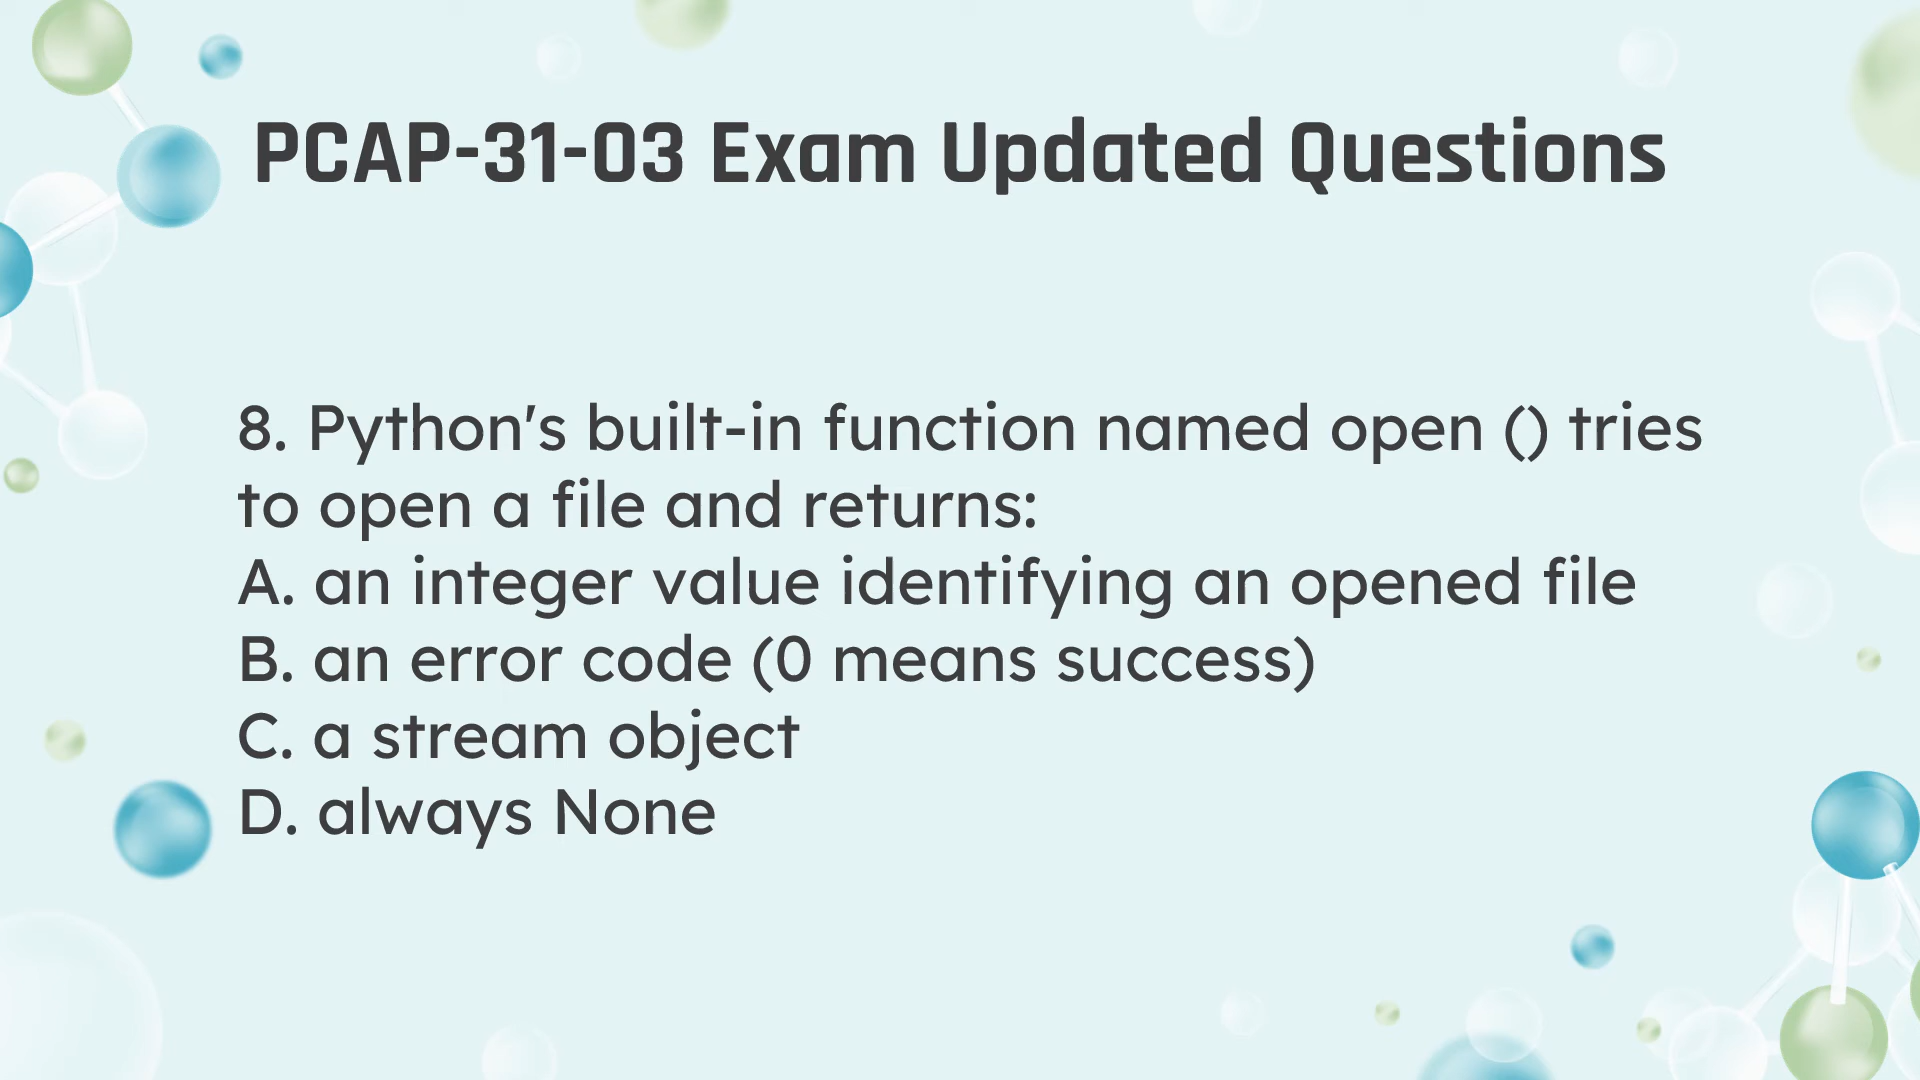 PCAP-31-03 Exam Updated Questions
8. Python's built-in function named open () tries
to open a file and returns:
A. an integer value identifying an opened file
B. an error code (0 means success)
C. a stream object
D. always None